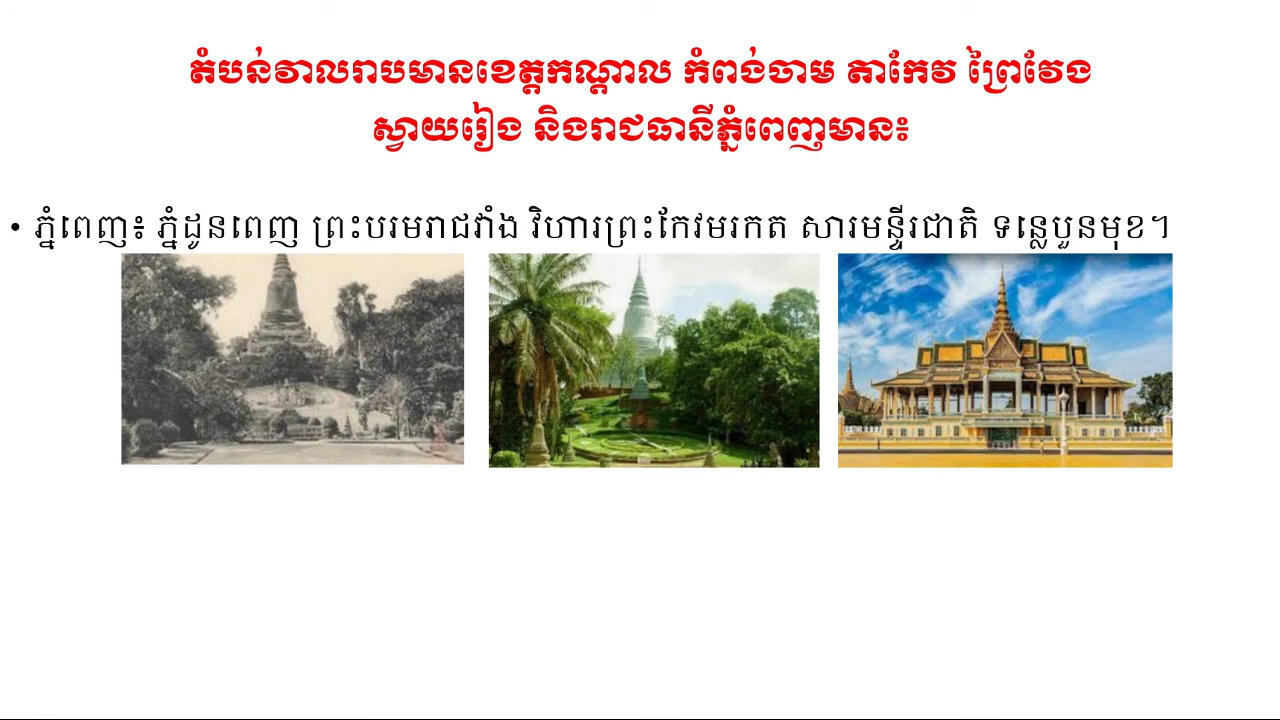 តំបន់វាលរាបមានខេត្តកណ្ដាល កំពង់ចាម តាកែវ ព្រៃវែង
ស្វាយរៀង និងរាជធានីភ្នំពេញមាន៖
• ភ្នំពេញ៖ ភ្នំដូនពេញ ព្រះបរមរាជវាំង វិហារព្រះកែវមរកត សារមន្ទីរជាតិ ទន្លេបួនមុខ។